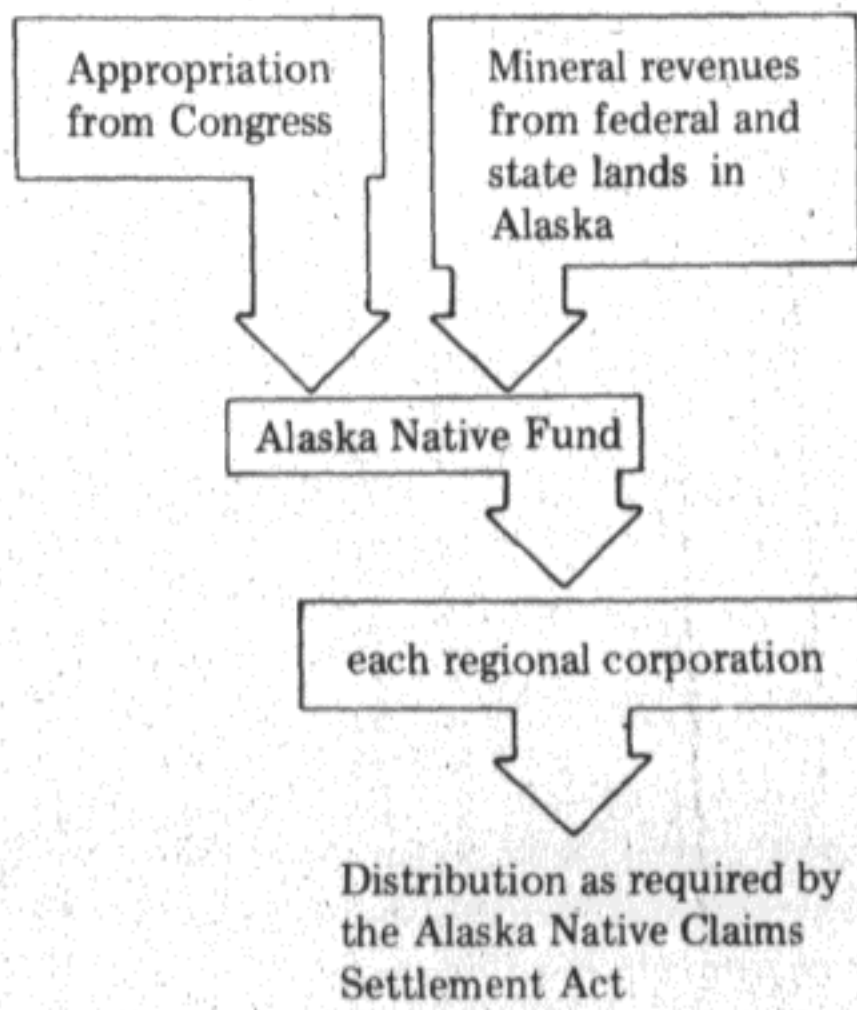 Appropriation
from Congress
Mineral revenues
from federal and
state lands in
Alaska
Alaska Native Fund
each regional corporation
Distribution as required by
the Alaska Native Claims
Settlement Act